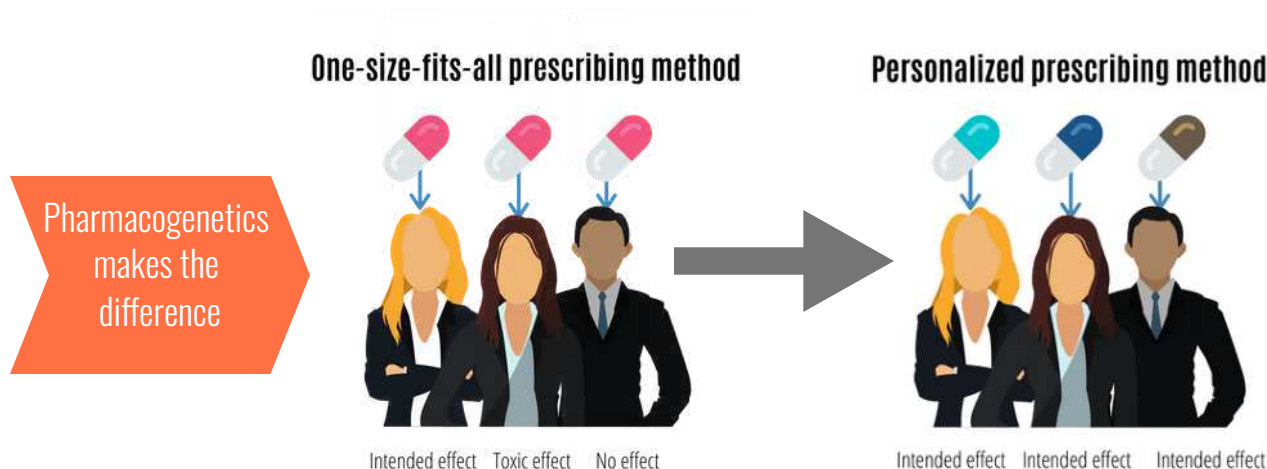 One-size-fits-all prescribing method
Personalized prescribing method
Pharmacogenetics
makes the
difference
Intended effect Toxic effect No effect
Intended effect Intended effect Intended effect